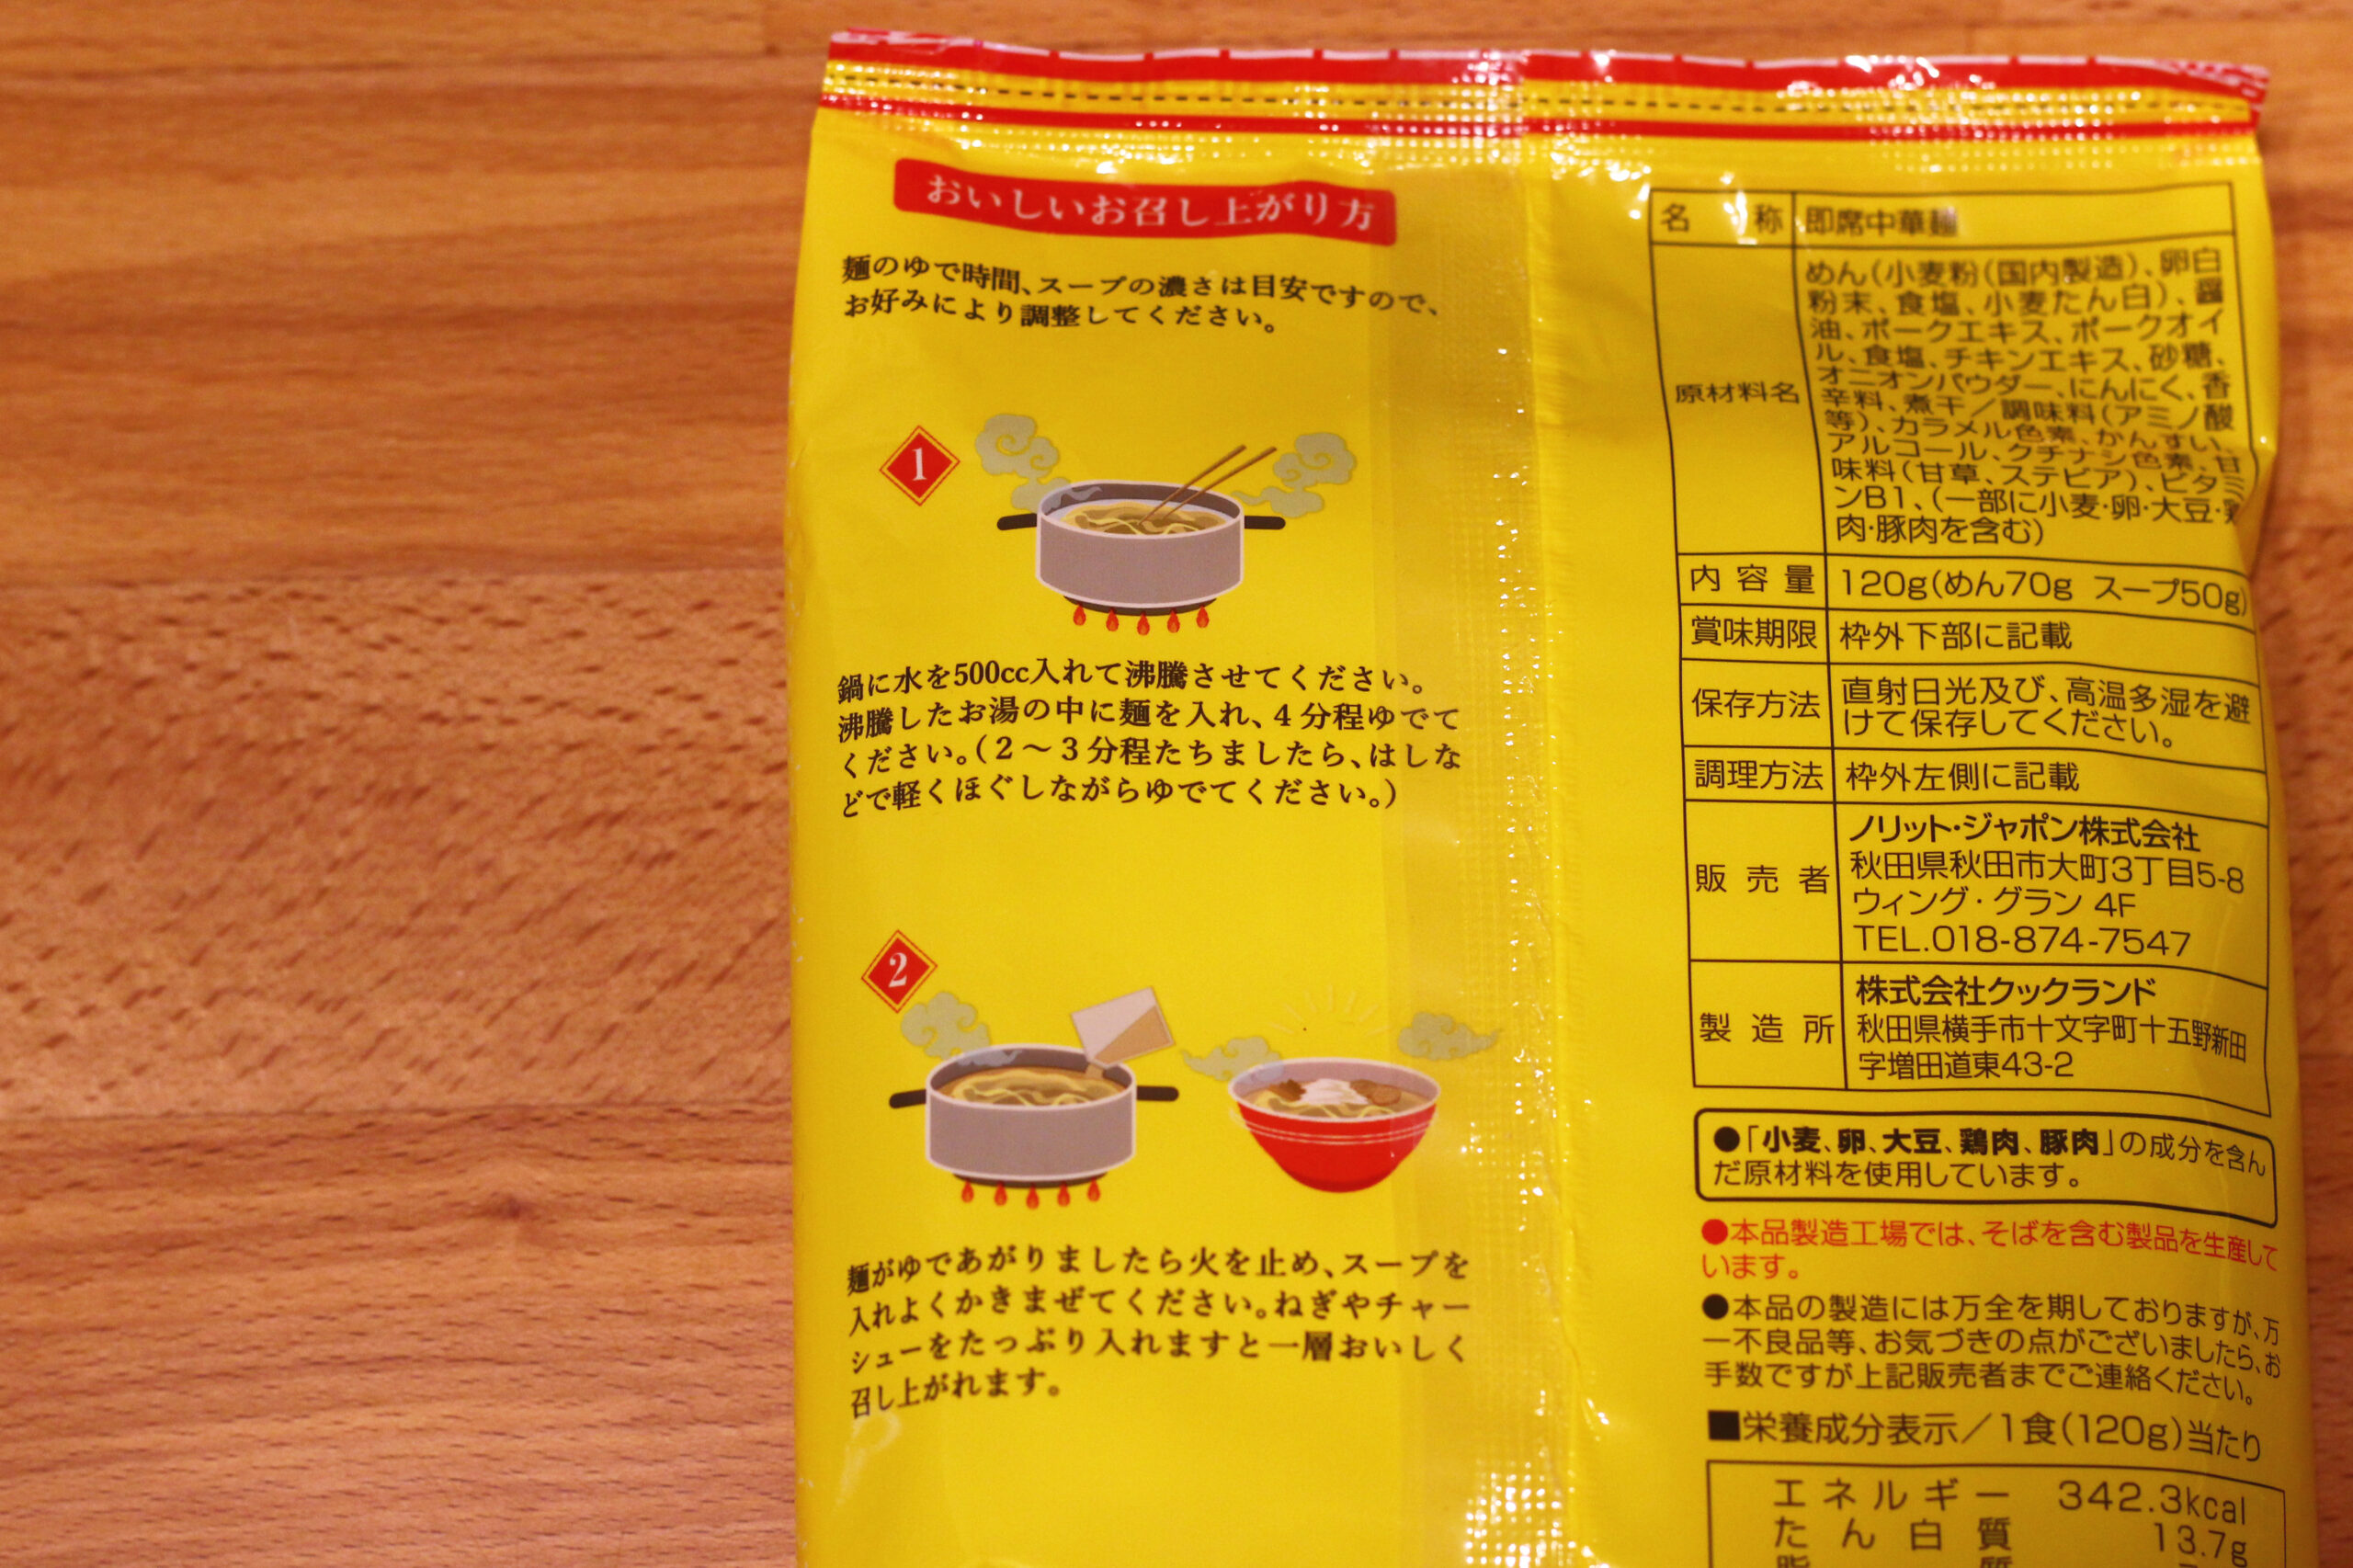 おいしいお召し上がり方
麺のゆで時間、スープの濃さは目安ですので、
お好みにより調整してください。
1
鍋に水を500cc入れて沸騰させてください。
沸騰したお湯の中に麺を入れ、4分程ゆでて
ください。(2〜3分程たちましたら、はしな
どで軽くほぐしながらゆでてください。)
2
麺がゆであがりましたら火を止め、スープを
入れよくかきまぜてください。ねぎやチャー
シューをたっぷり入れますと一層おいしく
召し上がれます。
名称 即席中華麺
原材料名
めん(小麦粉(国内製造)、卵白
粉末、食塩、小麦たん白)、醤
油、ポークエキス、ポークオイ
ル、食塩、チキンエキス、砂糖、
オニオンパウダー、にんにく、香
辛料、煮干/調味料(アミノ酸
等)、カラメル色素、かんすい、
アルコール、クチナシ色素、甘
味料(甘草、ステビア)、ビタミ
ンB1、(一部に小麦・卵・大豆・鶏
肉・豚肉を含む)
内容量 120g(めん70g スープ50g)
賞味期限 枠外下部に記載
保存方法
直射日光及び、高温多湿を避
けて保存してください。
調理方法 枠外左側に記載
販売者
ノリット・ジャポン株式会社
秋田県秋田市大町3丁目5-8
ウィング・グラン 4F
TEL.018-874-7547
製造所
株式会社クックランド
秋田県横手市十文字町十五野新田
字増田道東43-2
●「小麦、卵、大豆、鶏肉、豚肉」の成分を含ん
だ原材料を使用しています。
●本品製造工場では、そばを含む製品を生産して
います。
●本品の製造には万全を期しておりますが、万
一不良品等、お気づきの点がございましたら、お
手数ですが上記販売者までご連絡ください。
■栄養成分表示/1食(120g)当たり
エネルギー 342.3kcal
たん白質 13.7g